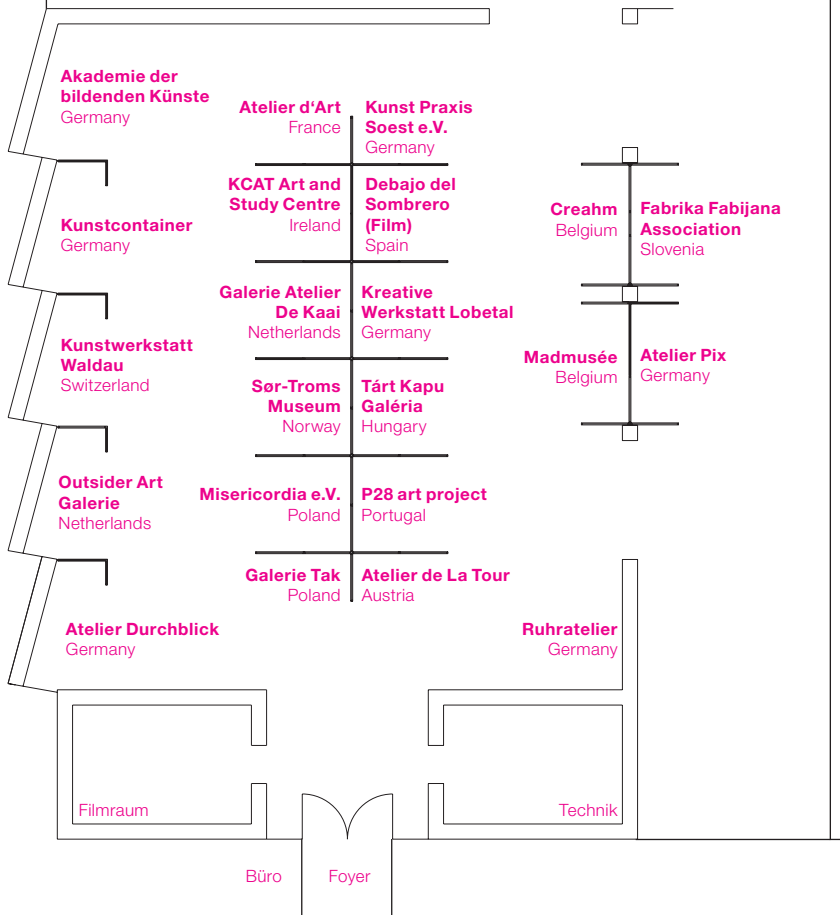 Akademie der
bildenden Künste
Germany
Atelier d‘Art
France
Kunst Praxis
Soest e.V.
Germany
KCAT Art and
Study Centre
Ireland
Debajo del
Sombrero
(Film)
Spain
Creahm
Belgium
Fabrika Fabijana
Association
Slovenia
Kunstcontainer
Germany
Galerie Atelier
De Kaai
Netherlands
Kreative
Werkstatt Lobetal
Germany
Kunstwerkstatt
Waldau
Switzerland
Madmusée
Belgium
Atelier Pix
Germany
Sør-Troms
Museum
Norway
Tárt Kapu
Galéria
Hungary
Outsider Art
Galerie
Netherlands
Misericordia e.V.
Poland
P28 art project
Portugal
Galerie Tak
Poland
Atelier de La Tour
Austria
Atelier Durchblick
Germany
Ruhratelier
Germany
Filmraum
Technik
Büro
Foyer